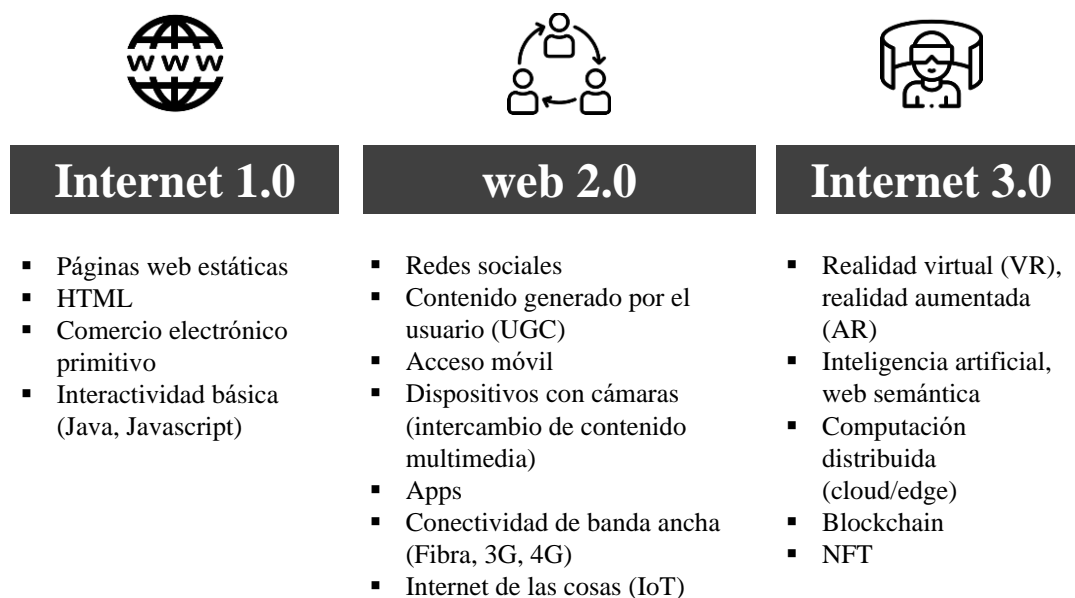 WWW
Internet 1.0
Páginas web estáticas
HTML
Comercio electrónico
primitivo
Interactividad básica
(Java, Javascript)
web 2.0
Redes sociales
Contenido generado por el
usuario (UGC)
Acceso móvil
Dispositivos con cámaras
(intercambio de contenido
multimedia)
Apps
Conectividad de banda ancha
(Fibra, 3G, 4G)
Internet de las cosas (IoT)
Internet 3.0
Realidad virtual (VR),
realidad aumentada
(AR)
Inteligencia artificial,
web semántica
Computación
distribuida
(cloud/edge)
Blockchain
NFT